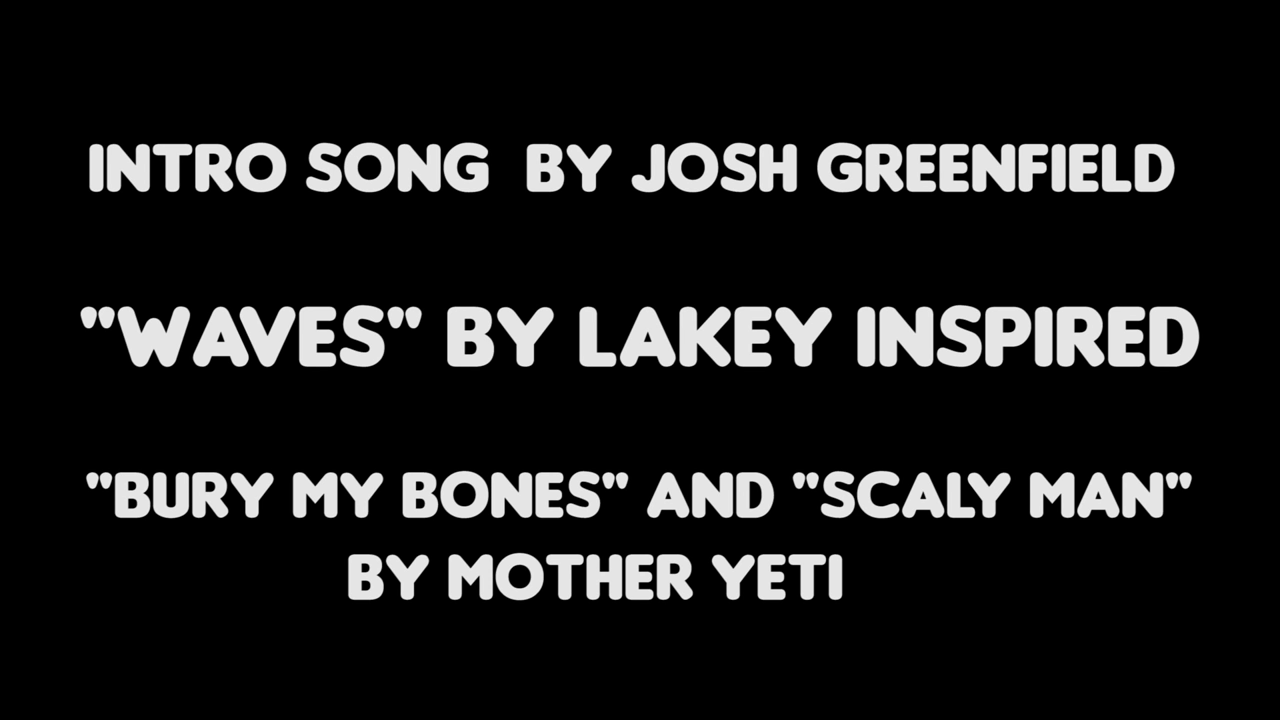 INTRO SONG BY JOSH GREENFIELD
"WAVES" BY LAKEY INSPIRED
"BURY MY BONES" AND "SCALY MAN"
BY MOTHER YETI